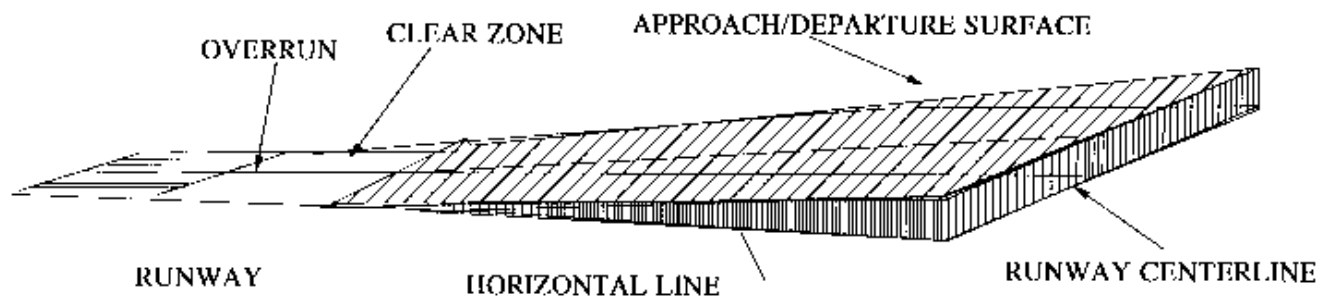 APPROACH/DEPARTURE SURFACE
CLEAR ZONE
OVERRUN
RUNWAY CENTERLINE
RUNWAY
HORIZONTAL LINE